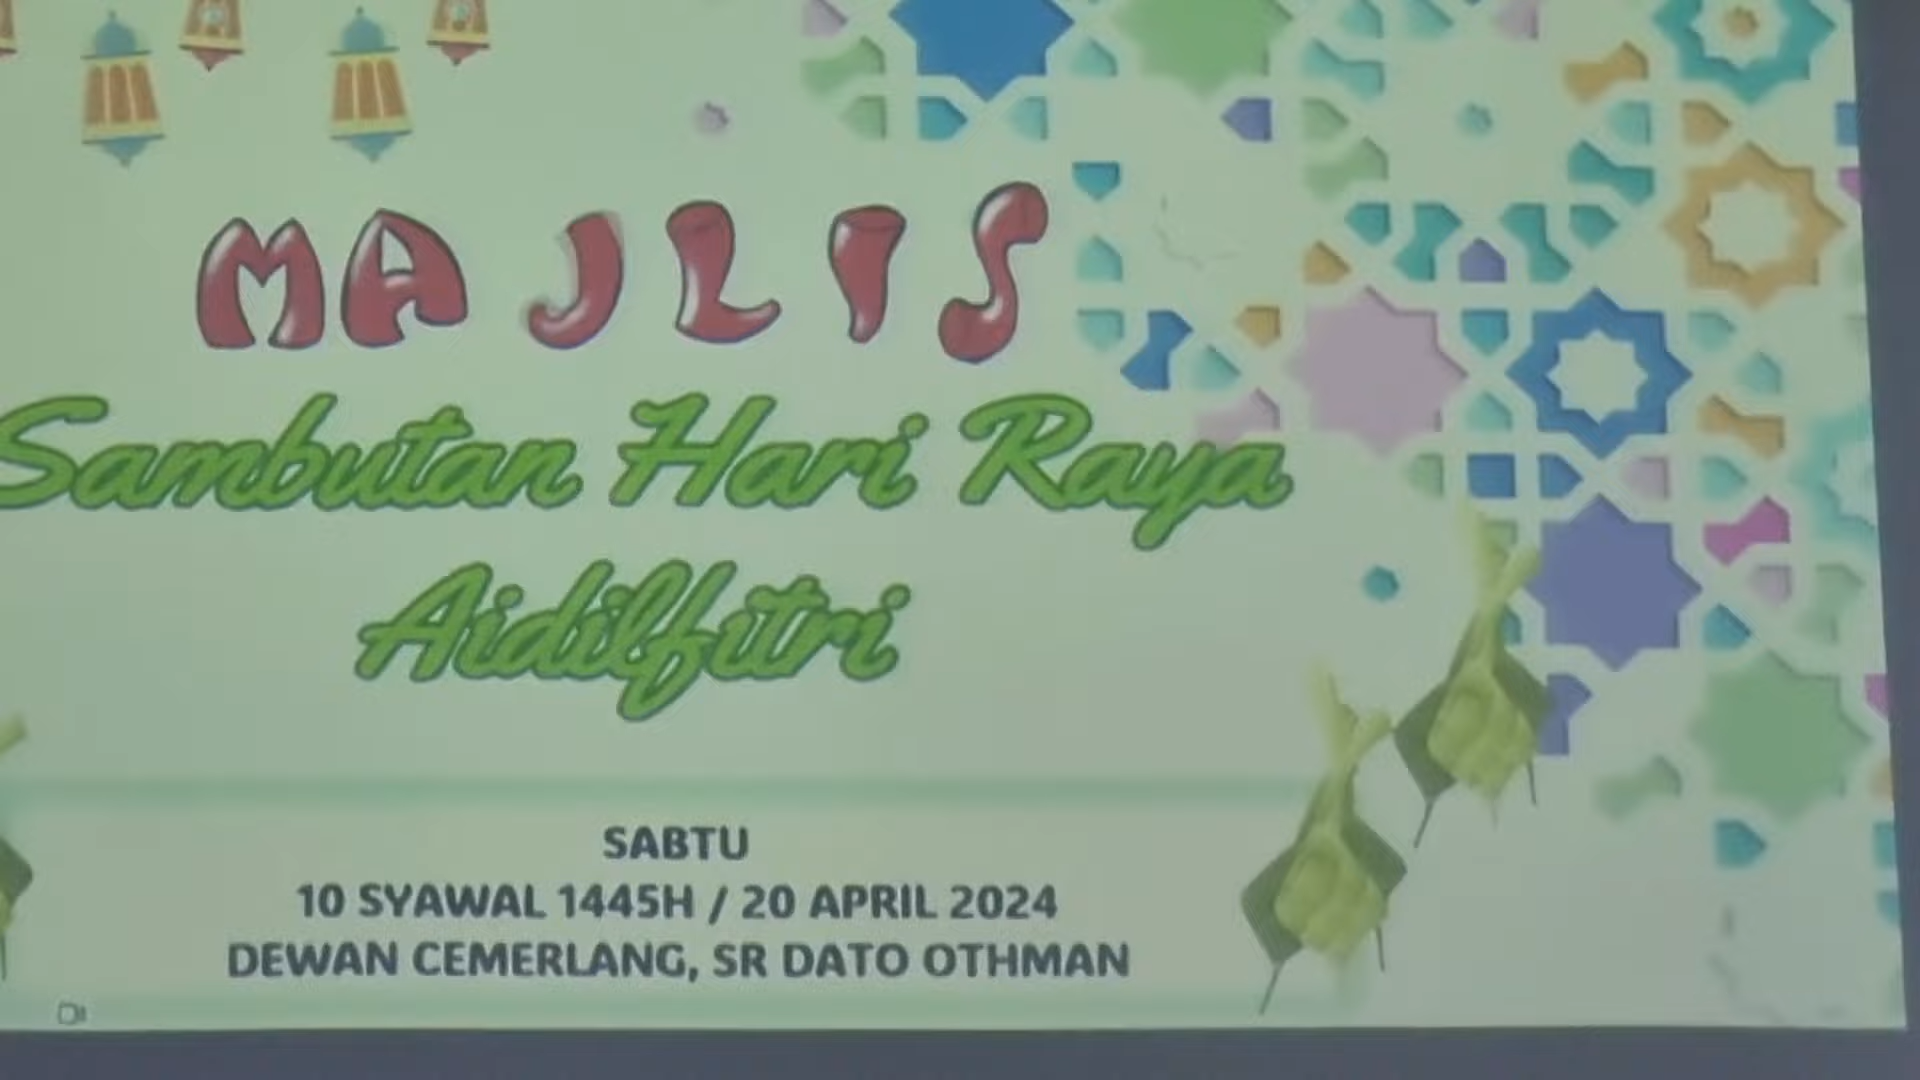 MAJLIS
Sambutan Hari Raya
Aidilfitri
SABTU
10 SYAWAL 1445H / 20 APRIL 2024
DEWAN CEMERLANG, SR DATO OTHMAN